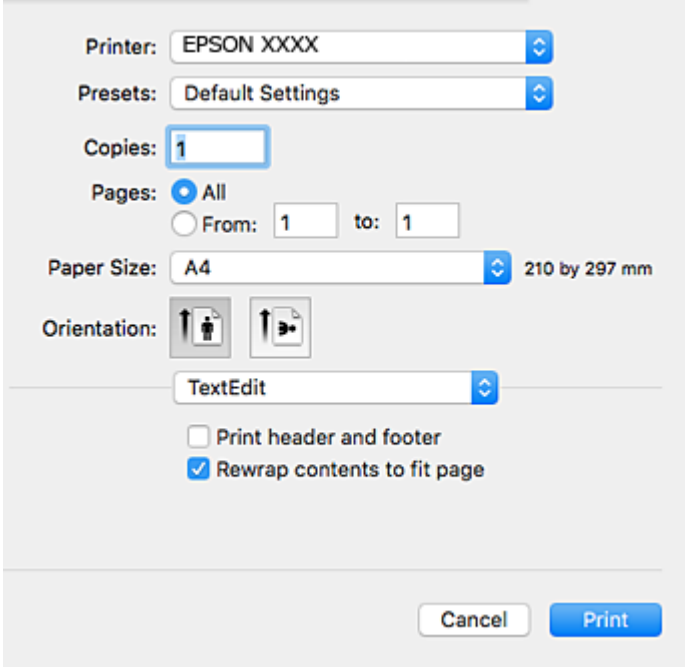 Printer: EPSON XXXX
Presets: Default Settings
Copies: 1
Pages: All
From: 1 to: 1
Paper Size: A4 210 by 297 mm
Orientation:
TextEdit
Print header and footer
Rewrap contents to fit page
Cancel Print